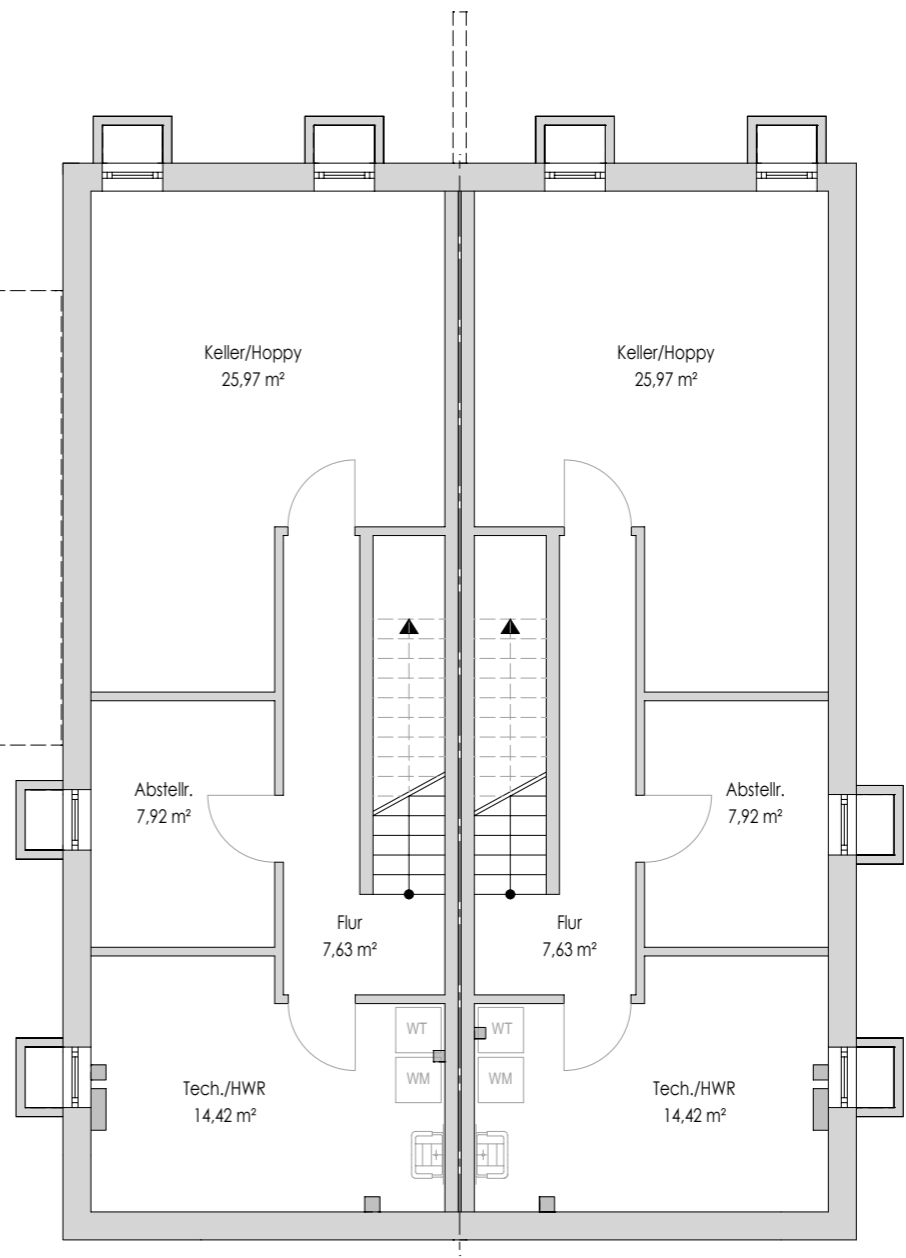 Keller/Hoppy
25,97 m²
Keller/Hoppy
25,97 m²
Abstellr.
7,92 m²
Abstellr.
7,92 m²
Flur
7,63 m²
Flur
7,63 m²
WT
WT
WM
WM
Tech./HWR
14,42 m²
Tech./HWR
14,42 m²